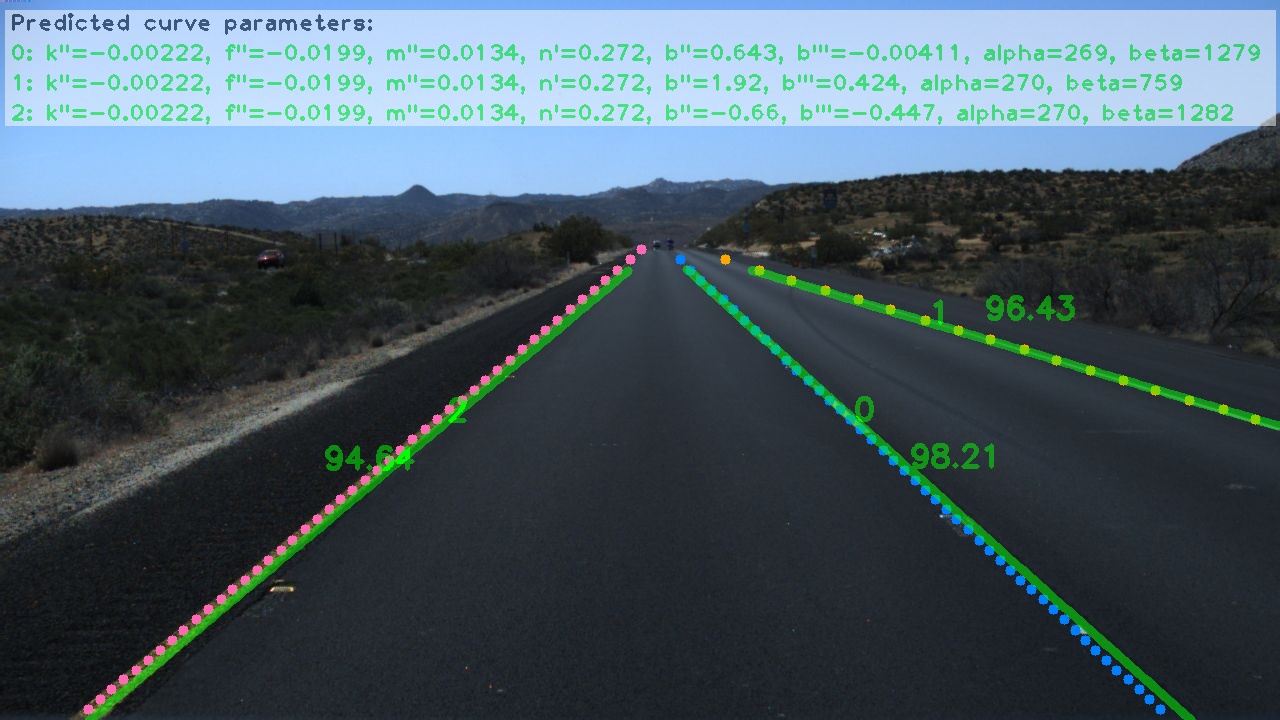 Predicted curve parameters:
0: k''=-0.00222, f''=-0.0199, m''=0.0134, n'=0.272, b''=0.643, b'''=-0.00411, alpha=269, beta=1279
1: k''=-0.00222, f''=-0.0199, m''=0.0134, n'=0.272, b''=1.92, b'''=0.424, alpha=270, beta=759
2: k''=-0.00222, f''=-0.0199, m''=0.0134, n'=0.272, b''=-0.66, b'''=-0.447, alpha=270, beta=1282
1 96.43
2
0
94.64
98.21